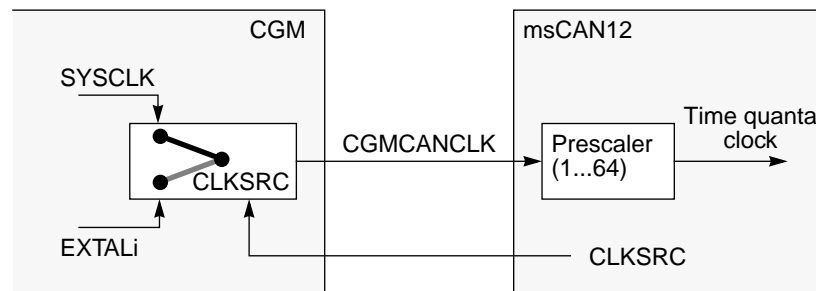 CGM
msCAN12
SYSCLK
CLKSRC
EXTALi
CGMCANCLK
Prescaler
(1...64)
Time quanta
clock
CLKSRC